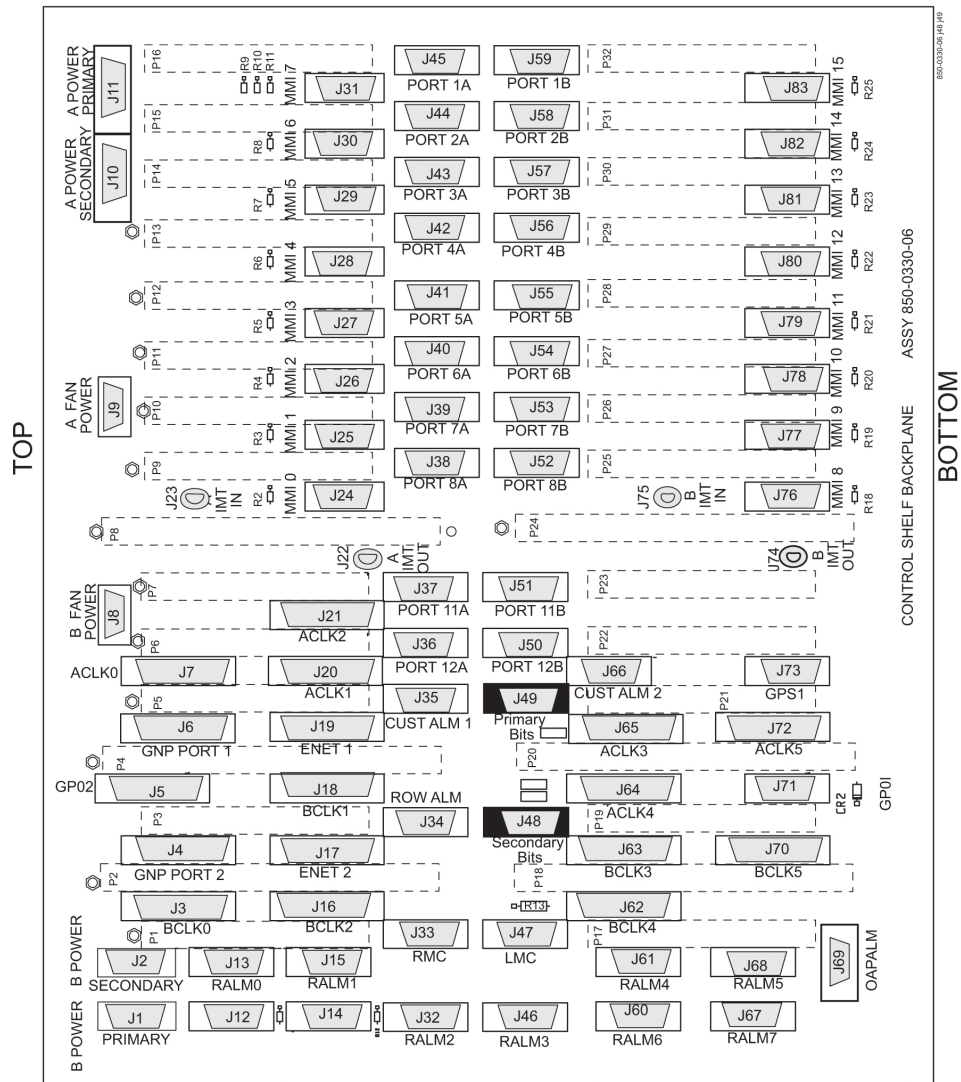 850-0330-06 j48 j49
TOP
BOTTOM
CONTROL SHELF BACKPLANE ASSY 850-0330-06
A POWER PRIMARY
J11
P16
R9
R10
R11
MMI 7
J31
J45
PORT 1A
J59
PORT 1B
P32
J83
MMI 15
R25
P15
R8
MMI 6
J30
J44
PORT 2A
J58
PORT 2B
P31
J82
MMI 14
R24
A POWER SECONDARY
J10
P14
R7
MMI 5
J29
J43
PORT 3A
J57
PORT 3B
P30
J81
MMI 13
R23
P13
R6
MMI 4
J28
J42
PORT 4A
J56
PORT 4B
P29
J80
MMI 12
R22
P12
R5
MMI 3
J27
J41
PORT 5A
J55
PORT 5B
P28
J79
MMI 11
R21
P11
R4
MMI 2
J26
J40
PORT 6A
J54
PORT 6B
P27
J78
MMI 10
R20
A FAN POWER
J9
P10
R3
MMI 1
J25
J39
PORT 7A
J53
PORT 7B
P26
J77
MMI 9
R19
P9
J23
A IMT IN
R2
MMI 0
J24
J38
PORT 8A
J52
PORT 8B
P25
J75
B IMT IN
J76
MMI 8
R18
P8
J22
A IMT OUT
P24
J74
B IMT OUT
B FAN POWER
J8
P7
J21
ACLK2
J37
PORT 11A
J51
PORT 11B
P23
P6
ACLK0
J7
J20
ACLK1
J36
PORT 12A
J50
PORT 12B
P22
J66
CUST ALM 2
J73
GPS1
P5
J6
GNP PORT 1
J19
ENET 1
J35
CUST ALM 1
J49
Primary Bits
J65
ACLK3
P21
J72
ACLK5
P4
P20
GP02
J5
J18
BCLK1
ROW ALM
J34
J64
ACLK4
J71
CR2
GP0I
P3
J4
GNP PORT 2
J17
ENET 2
J48
Secondary Bits
P19
J63
BCLK3
J70
BCLK5
P2
P18
J3
BCLK0
J16
BCLK2
R13
J62
BCLK4
P1
J33
RMC
J47
LMC
P17
B POWER
J2
SECONDARY
J13
RALM0
J15
RALM1
J61
RALM4
J68
RALM5
J69
OAPALM
B POWER
J1
PRIMARY
J12
J14
J32
RALM2
J46
RALM3
J60
RALM6
J67
RALM7